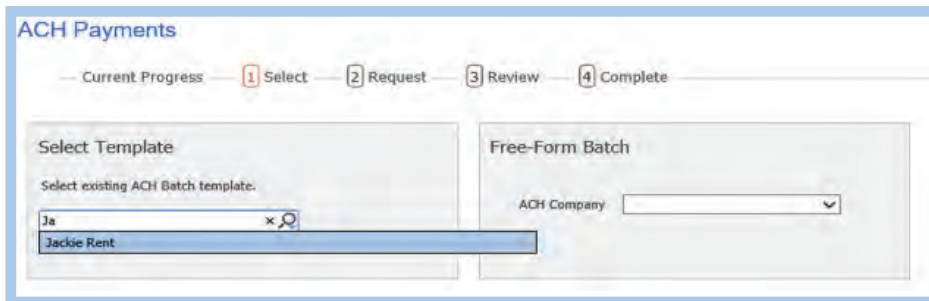 ACH Payments
Current Progress 1 Select 2 Request 3 Review 4 Complete
Select Template
Select existing ACH Batch template.
Ja
Jackie Rent
Free-Form Batch
ACH Company